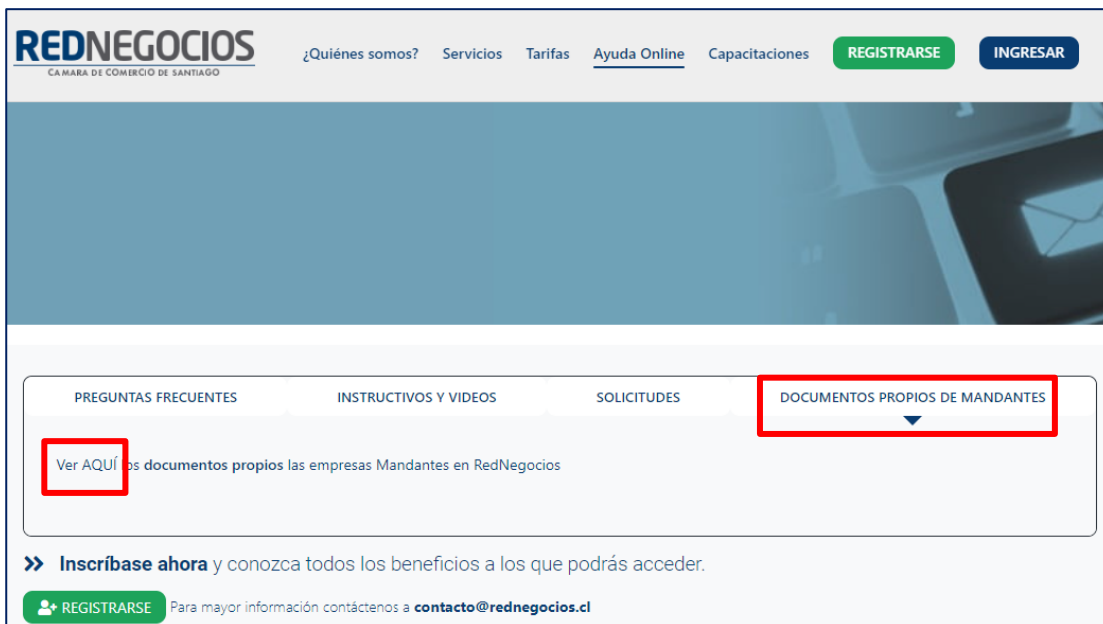 REDNEGOCIOS
CAMARA DE COMERCIO DE SANTIAGO
¿Quiénes somos? Servicios Tarifas Ayuda Online Capacitaciones REGISTRARSE INGRESAR
PREGUNTAS FRECUENTES INSTRUCTIVOS Y VIDEOS SOLICITUDES DOCUMENTOS PROPIOS DE MANDANTES
Ver AQUÍ los documentos propios las empresas Mandantes en RedNegocios
Inscríbase ahora y conozca todos los beneficios a los que podrás acceder.
REGISTRARSE Para mayor información contáctenos a contacto@rednegocios.cl